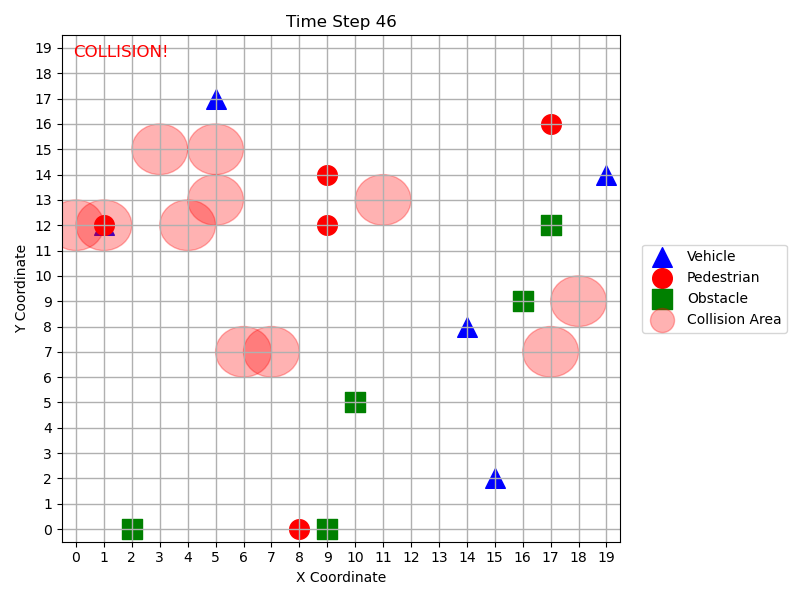 Time Step 46
COLLISION!
Y Coordinate
19
18
17
16
15
14
13
12
11
10
9
8
7
6
5
4
3
2
1
0
0 1 2 3 4 5 6 7 8 9 10 11 12 13 14 15 16 17 18 19
X Coordinate
Vehicle
Pedestrian
Obstacle
Collision Area